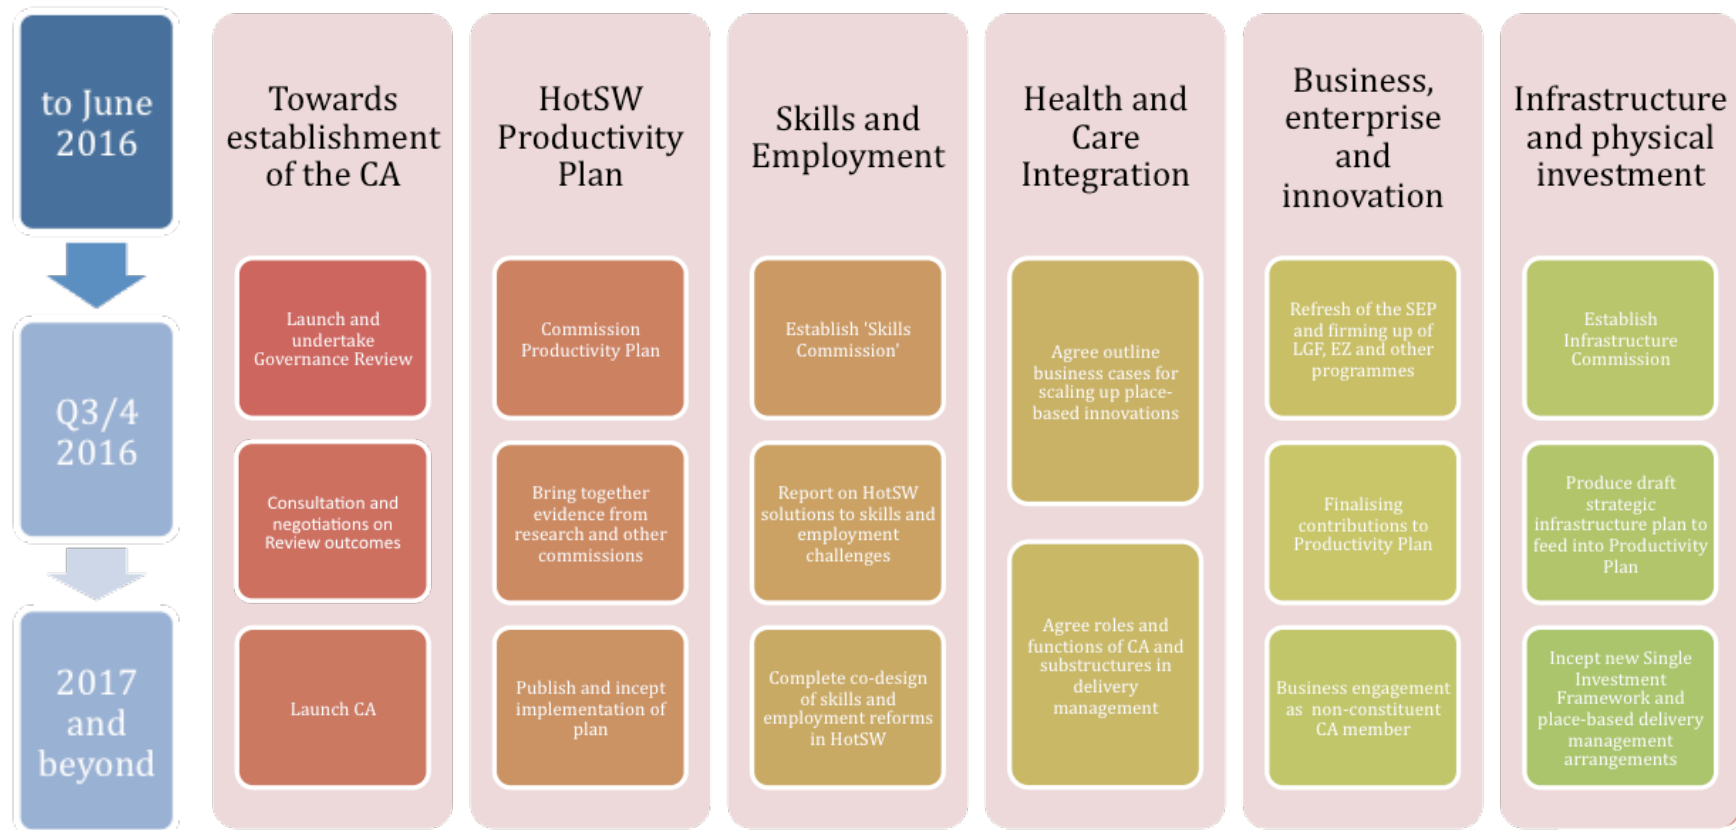 to June
2016
Q3/4
2016
2017
and
beyond
Towards
establishment
of the CA
Launch and
undertake
Governance Review
Consultation and
negotiations on
Review outcomes
Launch CA
HotSW
Productivity
Plan
Commission
Productivity Plan
Bring together
evidence from
research and other
commissions
Publish and incept
implementation of
plan
Skills and
Employment
Establish 'Skills
Commission'
Report on HotSW
solutions to skills and
employment
challenges
Complete co-design
of skills and
employment reforms
in HotSW
Health and
Care
Integration
Agree outline
business cases for
scaling up place-
based innovations
Agree roles and
functions of CA and
substructures in
delivery
management
Business,
enterprise
and
innovation
Refresh of the SEP
and firming up of
LGF, EZ and other
programmes
Finalising
contributions to
Productivity Plan
Business engagement
as non-constituent
CA member
Infrastructure
and physical
investment
Establish
Infrastructure
Commission
Produce draft
strategic
infrastructure plan to
feed into Productivity
Plan
Incept new Single
Investment
Framework and
place-based delivery
management
arrangements